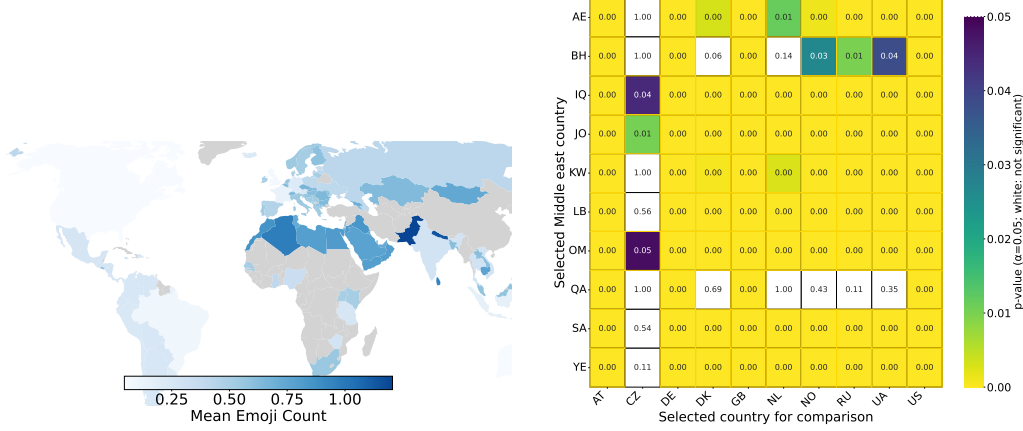 0.25 0.50 0.75 1.00
Mean Emoji Count
Selected Middle east country
AE 0.00 1.00 0.00 0.00 0.00 0.01 0.00 0.00 0.00 0.00
BH 0.00 1.00 0.00 0.06 0.00 0.14 0.03 0.01 0.04 0.00
IQ 0.00 0.04 0.00 0.00 0.00 0.00 0.00 0.00 0.00 0.00
JO 0.00 0.01 0.00 0.00 0.00 0.00 0.00 0.00 0.00 0.00
KW 0.00 1.00 0.00 0.00 0.00 0.00 0.00 0.00 0.00 0.00
LB 0.00 0.56 0.00 0.00 0.00 0.00 0.00 0.00 0.00 0.00
OM 0.00 0.05 0.00 0.00 0.00 0.00 0.00 0.00 0.00 0.00
QA 0.00 1.00 0.00 0.69 0.00 1.00 0.43 0.11 0.35 0.00
SA 0.00 0.54 0.00 0.00 0.00 0.00 0.00 0.00 0.00 0.00
YE 0.00 0.11 0.00 0.00 0.00 0.00 0.00 0.00 0.00 0.00
AT CZ DE DK GB NL NO RU UA US
Selected country for comparison
0.05
0.04
0.03
0.02
0.01
0.00
p-value (α=0.05; white: not significant)